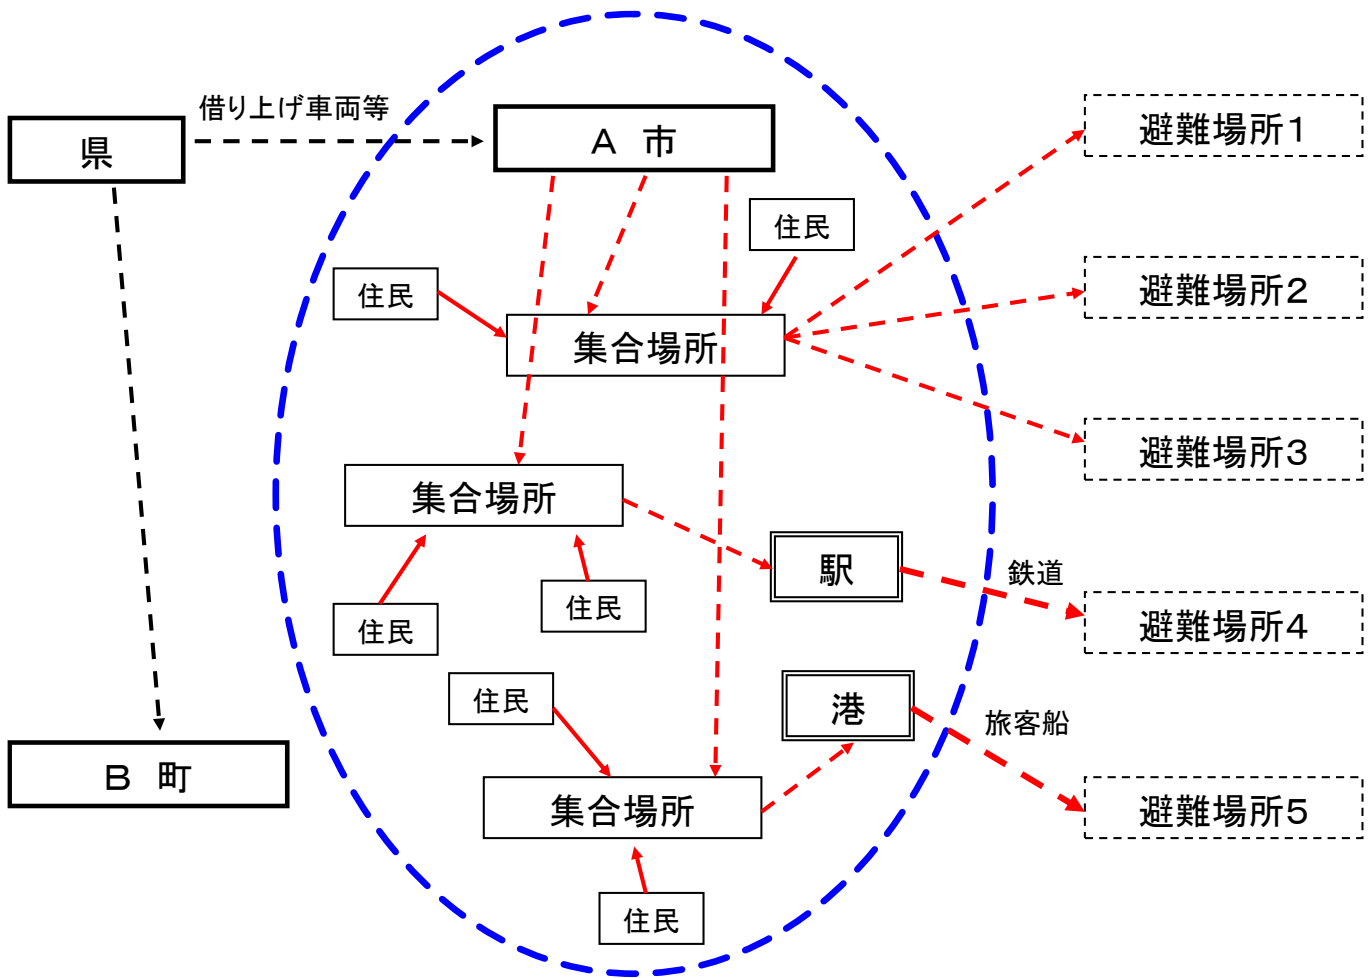 借り上げ車両等
県
A 市
避難場所1
住民
住民
避難場所2
集合場所
避難場所3
集合場所
駅
鉄道
住民
住民
避難場所4
住民
港
旅客船
B 町
集合場所
避難場所5
住民